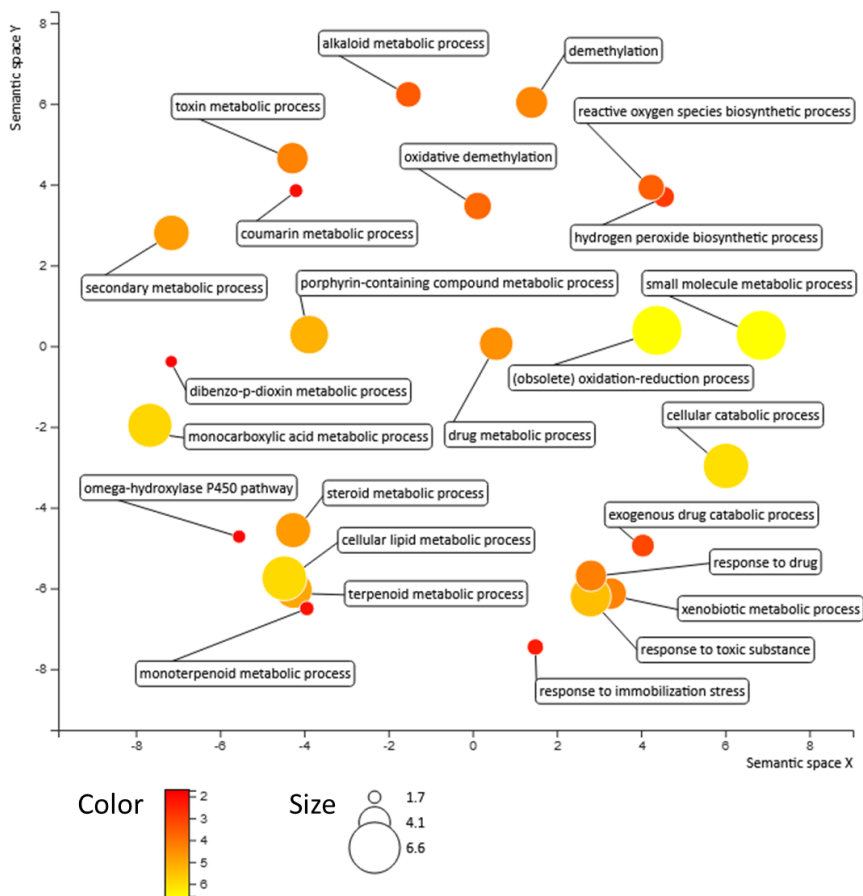 Semantic space Y
8
6
4
2
0
-2
-4
-6
-8
alkaloid metabolic process
demethylation
toxin metabolic process
reactive oxygen species biosynthetic process
oxidative demethylation
coumarin metabolic process
hydrogen peroxide biosynthetic process
secondary metabolic process
porphyrin-containing compound metabolic process
small molecule metabolic process
dibenzo-p-dioxin metabolic process
(obsolete) oxidation-reduction process
monocarboxylic acid metabolic process
drug metabolic process
cellular catabolic process
omega-hydroxylase P450 pathway
steroid metabolic process
exogenous drug catabolic process
cellular lipid metabolic process
response to drug
terpenoid metabolic process
xenobiotic metabolic process
response to toxic substance
monoterpenoid metabolic process
response to immobilization stress
-8 -6 -4 -2 0 2 4 6 8
Semantic space X
Color
2
3
4
5
6
Size
1.7
4.1
6.6